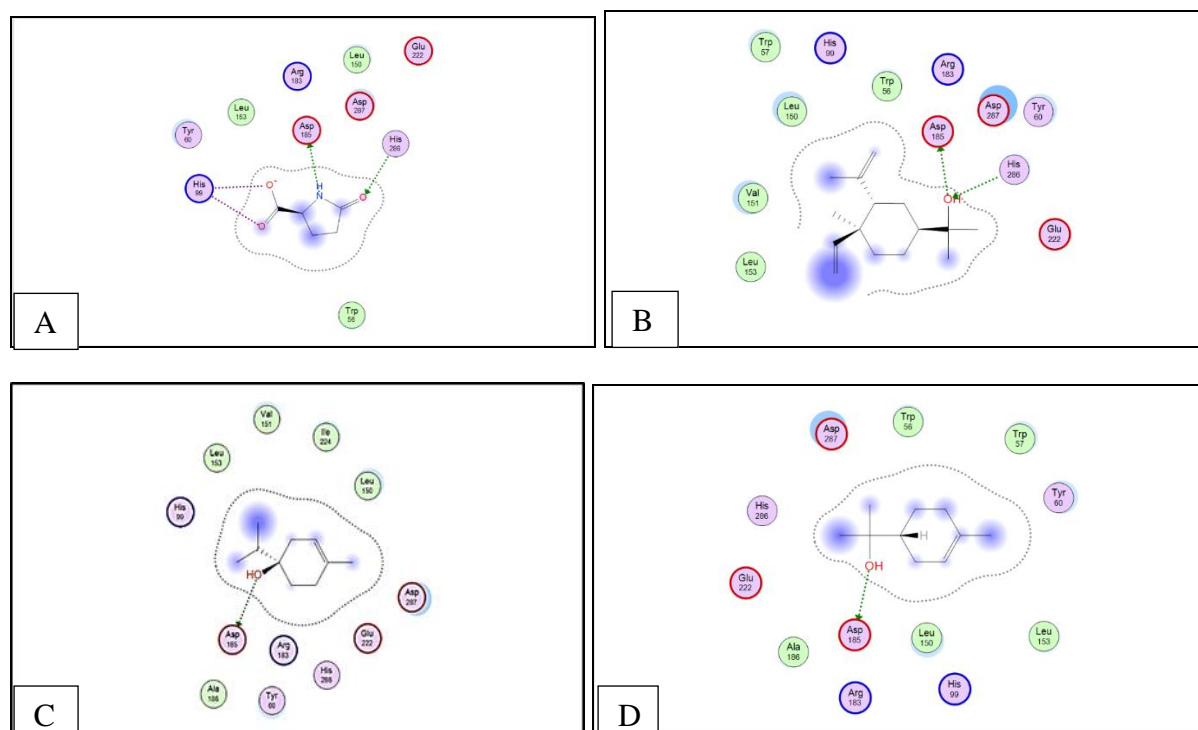 Glu
222
Leu
150
Arg
183
Asp
287
Leu
153
Asp
185
Tyr
60
His
286
His
99
H
N
O-
O
O
Trp
56
A
Trp
57
His
99
Arg
183
Trp
56
Leu
150
Asp
287
Tyr
60
Asp
185
His
286
Val
151
OH
Glu
222
Leu
153
B
Val
151
Ile
224
Leu
153
Leu
150
His
99
HO
Asp
287
Asp
185
Glu
222
Arg
183
His
286
Ala
186
Tyr
60
C
Trp
56
Asp
287
Trp
57
Tyr
60
His
286
H
OH
Glu
222
Asp
185
Leu
150
Leu
153
Ala
186
His
99
Arg
183
D